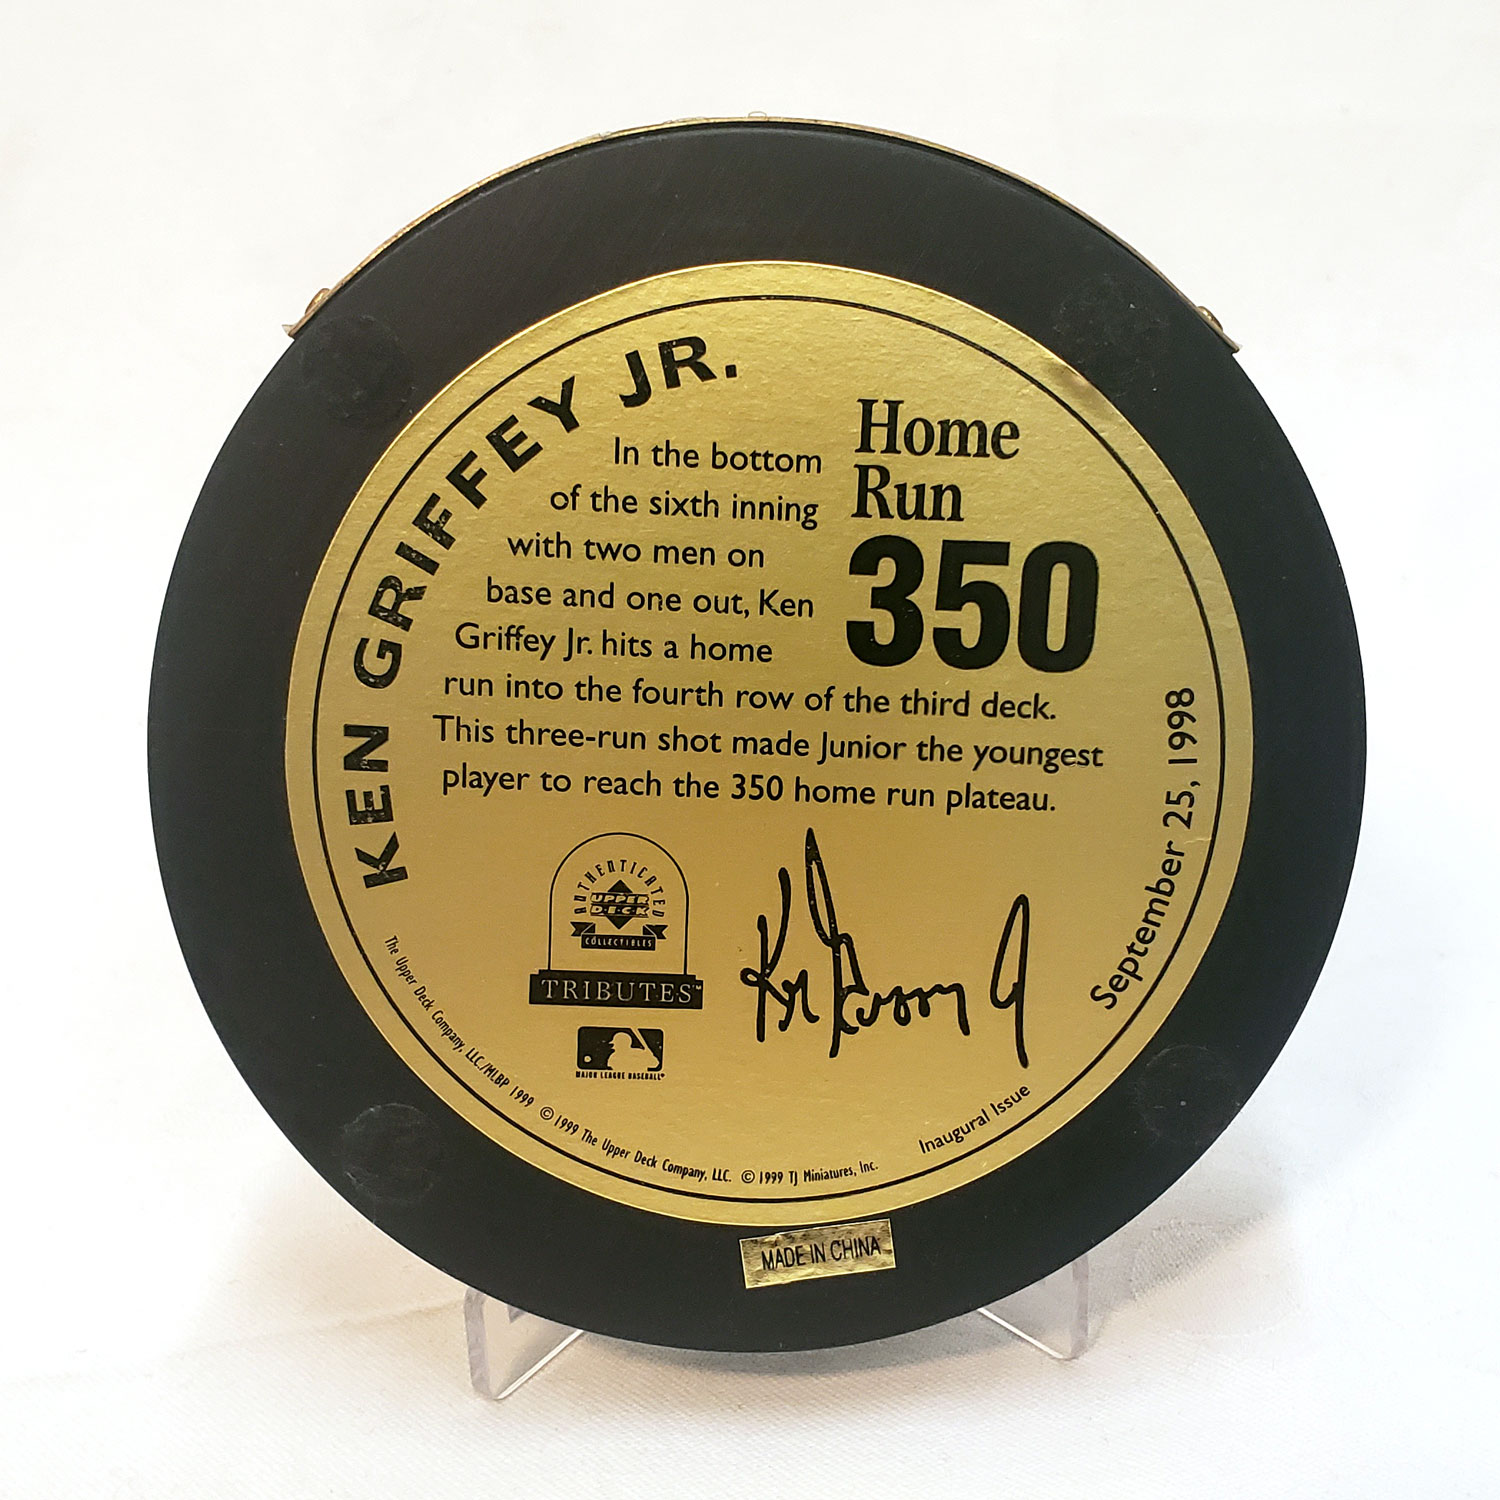 KEN GRIFFEY JR.
Home
Run
350
In the bottom
of the sixth inning
with two men on
base and one out, Ken
Griffey Jr. hits a home
run into the fourth row of the third deck.
This three-run shot made Junior the youngest
player to reach the 350 home run plateau.
September 25, 1998
AUTHENTICATED
UPPER
DECK
COLLECTIBLES
TRIBUTES™
MAJOR LEAGUE BASEBALL®
Ken Griffey Jr
Inaugural Issue
The Upper Deck Company, LLC./MLBP 1999 © 1999 The Upper Deck Company, LLC. © 1999 TJ Miniatures, Inc.
MADE IN CHINA